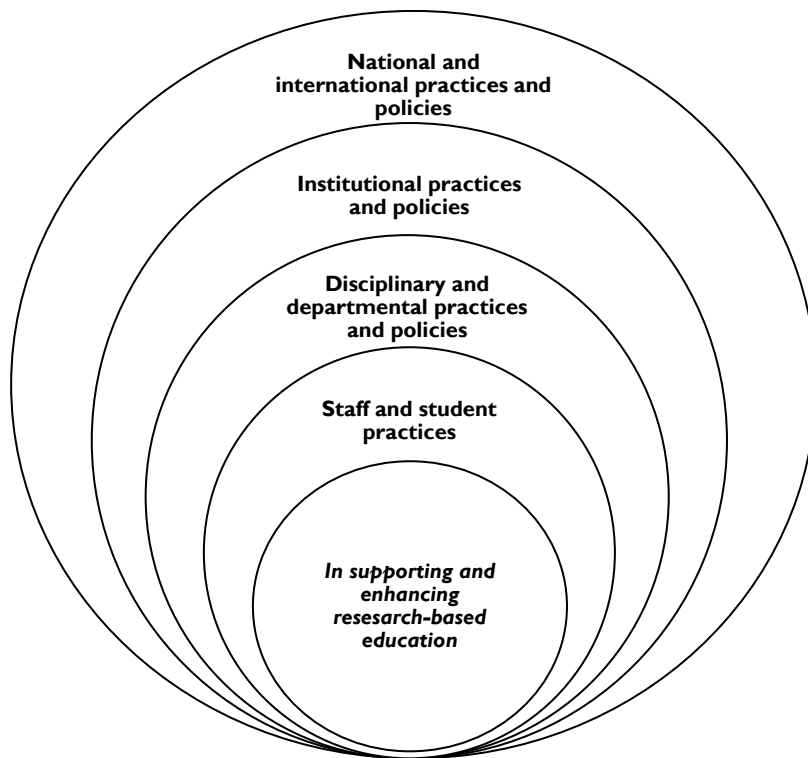 National and
international practices and
policies
Institutional practices
and policies
Disciplinary and
departmental practices
and policies
Staff and student
practices
In supporting and
enhancing
resesarch-based
education